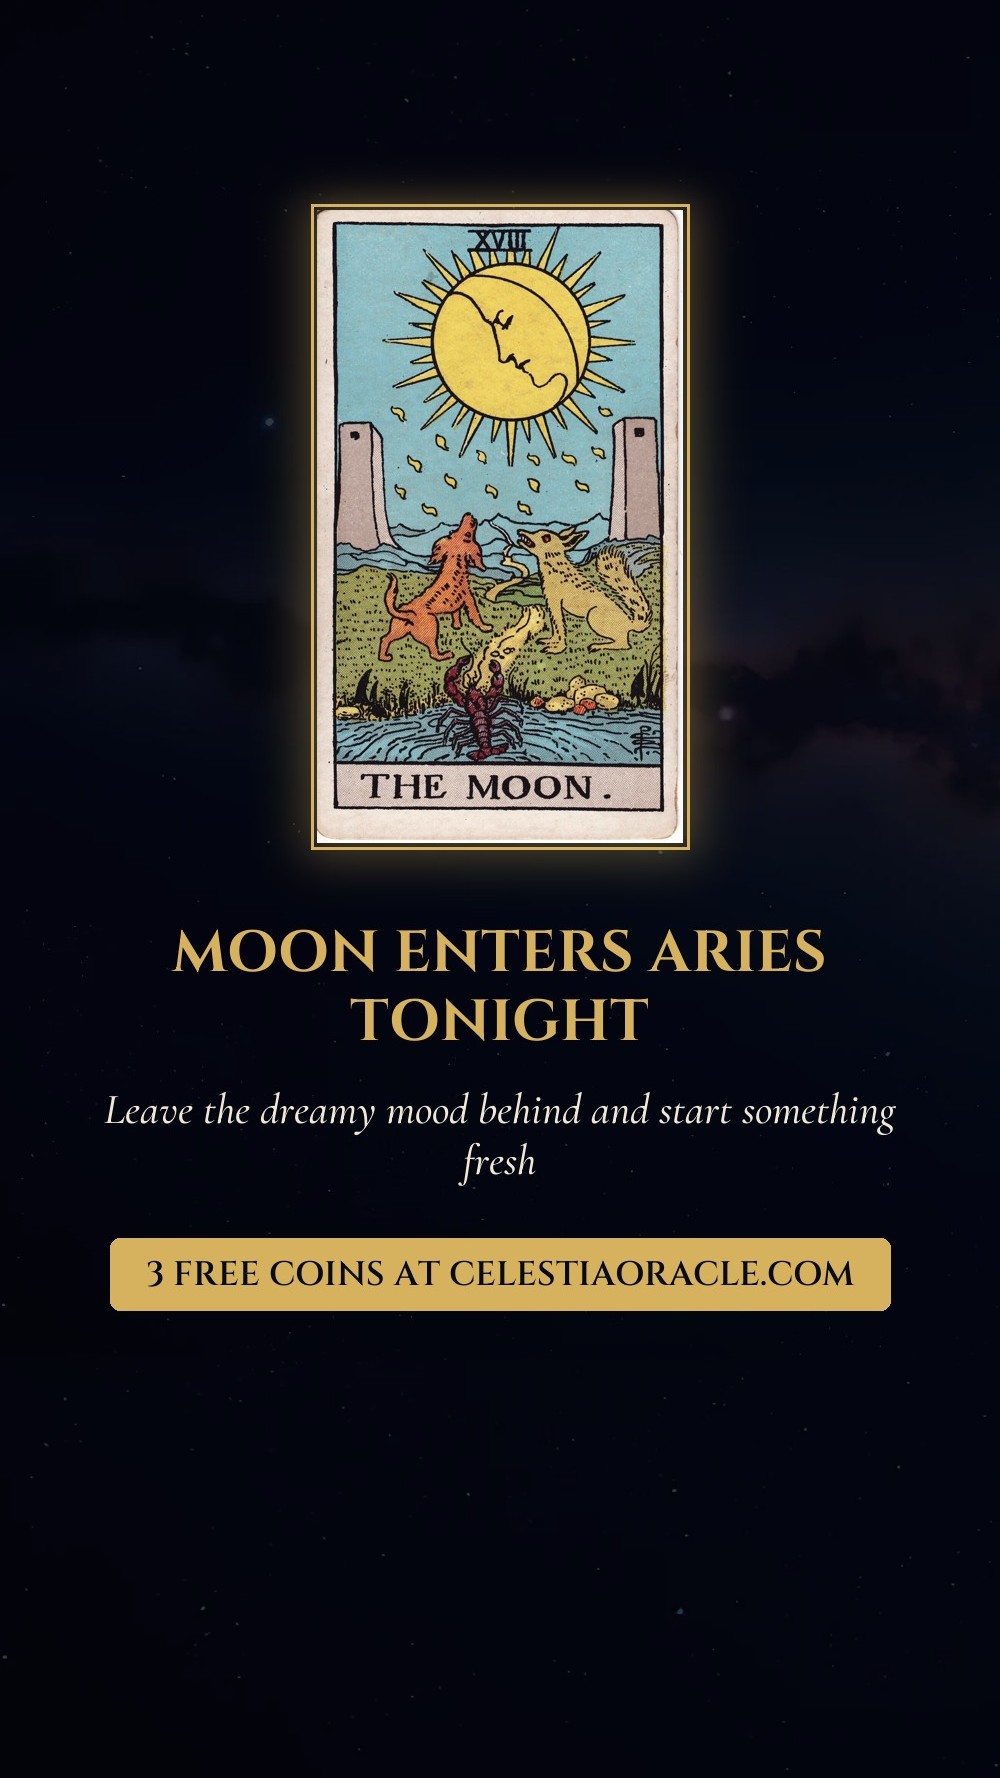 XVIII
THE MOON.
MOON ENTERS ARIES
TONIGHT
Leave the dreamy mood behind and start something
fresh
3 FREE COINS AT CELESTIAORACLE.COM